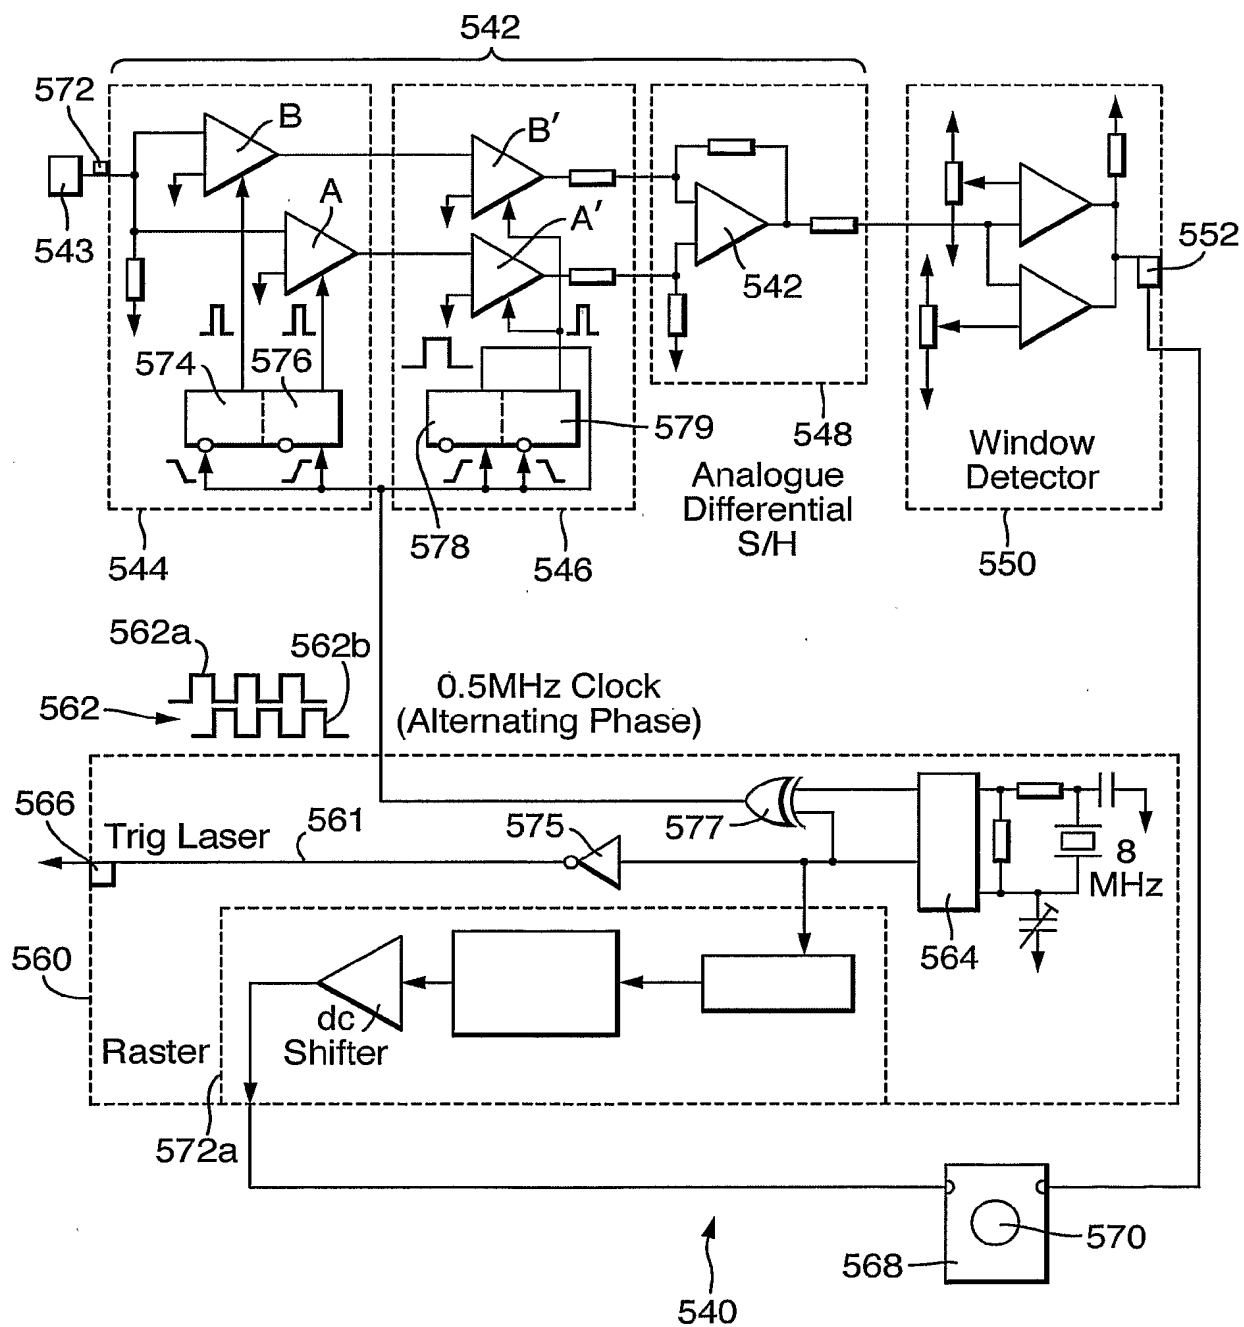 542
572
B
B′
A
A′
543
542
552
574
576
579
578
548
Analogue
Differential
S/H
Window
Detector
544
546
550
562a
562b
562
0.5MHz Clock
(Alternating Phase)
566
Trig Laser
561
575
577
8
MHz
564
560
dc
Shifter
Raster
572a
570
568
540